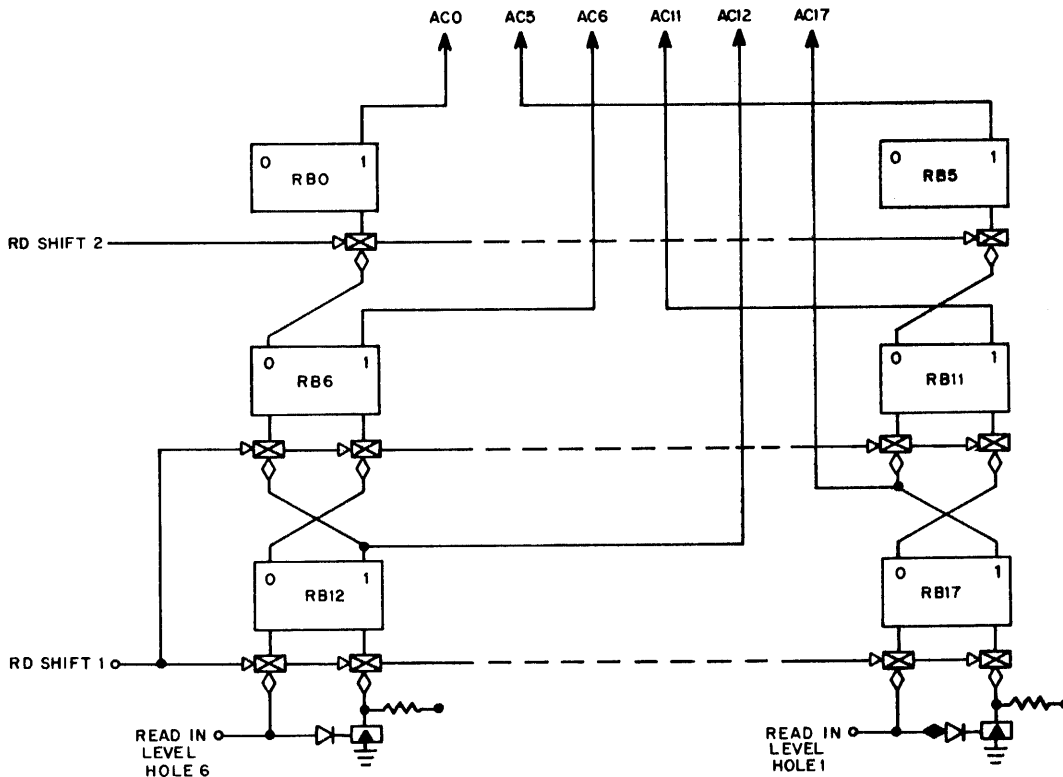 AC0 AC5 AC6 AC11 AC12 AC17
0 1 0 1
RB0 RB5
RD SHIFT 2
0 1 0 1
RB6 RB11
0 1 0 1
RB12 RB17
RD SHIFT 1
READ IN READ IN
LEVEL LEVEL
HOLE 6 HOLE 1